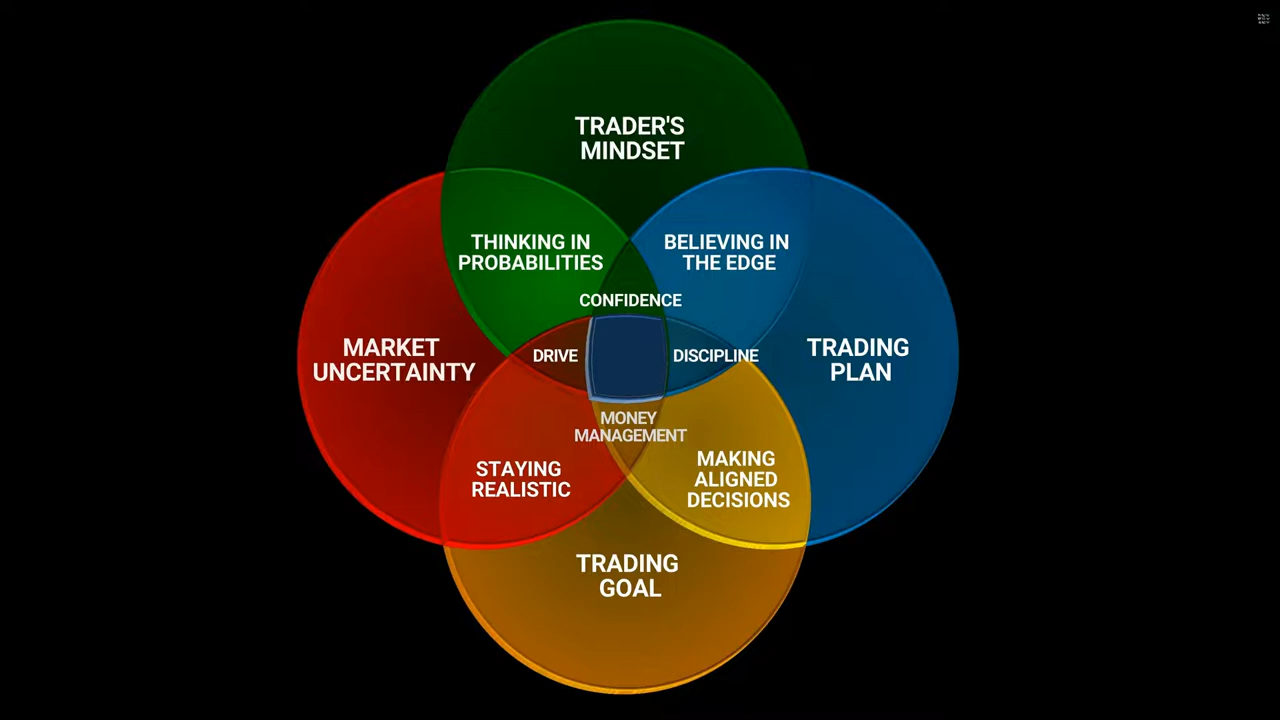 TRADER'S
MINDSET
THINKING IN
PROBABILITIES
BELIEVING IN
THE EDGE
CONFIDENCE
MARKET
UNCERTAINTY
DRIVE
DISCIPLINE
TRADING
PLAN
MONEY
MANAGEMENT
STAYING
REALISTIC
MAKING
ALIGNED
DECISIONS
TRADING
GOAL